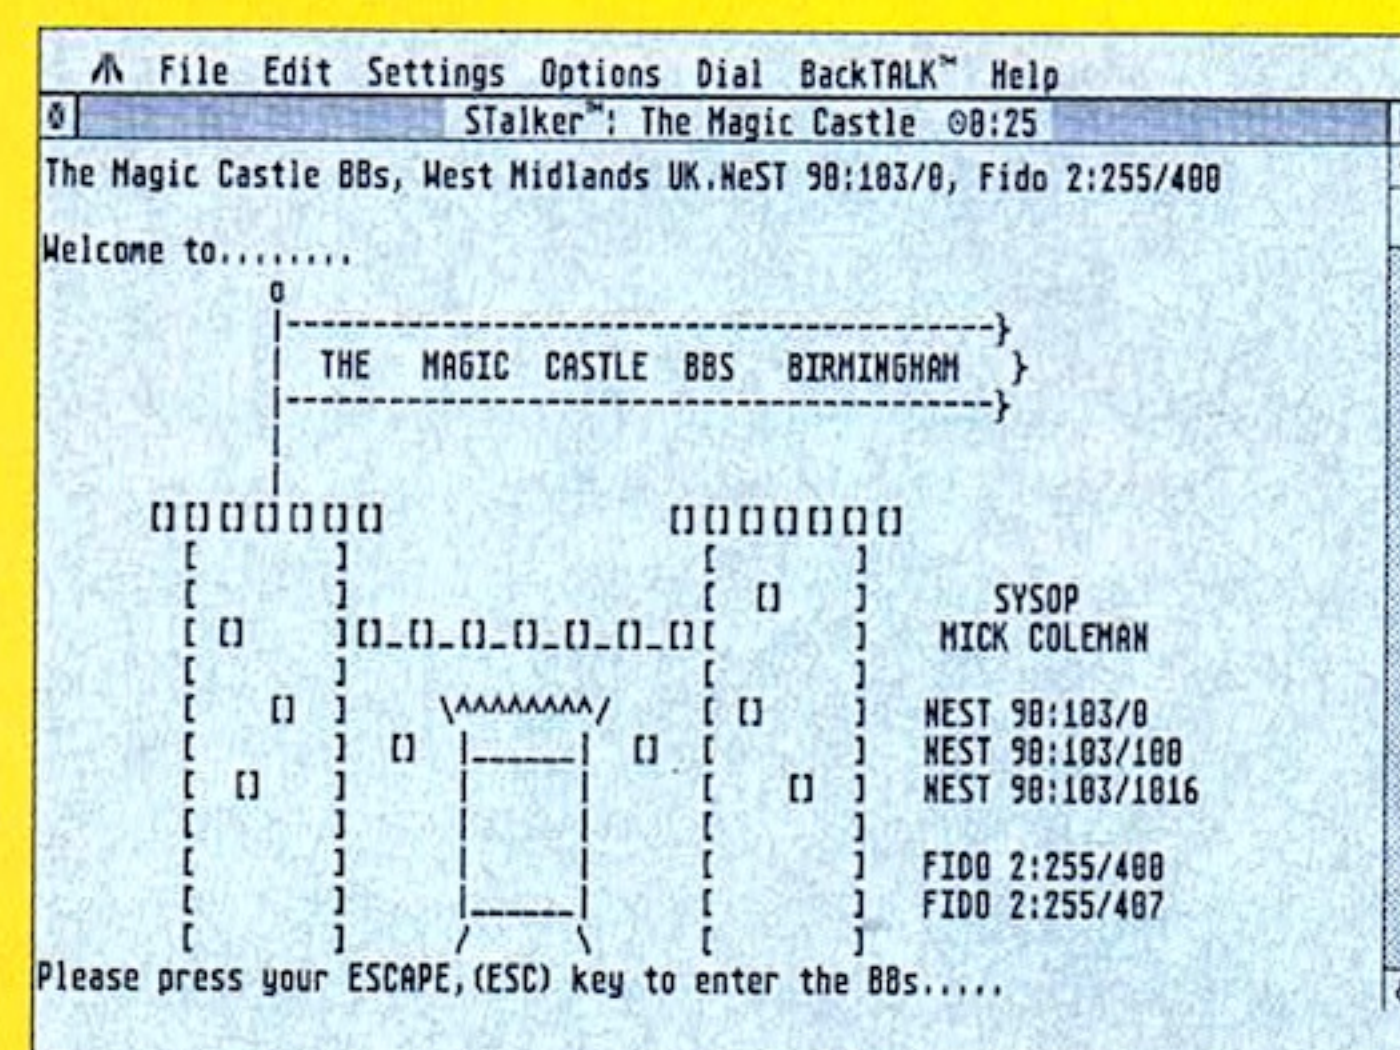 File Edit Settings Options Dial BackTALK™ Help
STalker™: The Magic Castle 08:25
The Magic Castle BBs, West Midlands UK.NeST 90:103/0, Fido 2:255/400
Welcome to........
THE MAGIC CASTLE BBS BIRMINGHAM
SYSOP
MICK COLEMAN
NEST 90:103/0
NEST 90:103/100
NEST 90:103/1016
FIDO 2:255/400
FIDO 2:255/407
Please press your ESCAPE,(ESC) key to enter the BBs.....